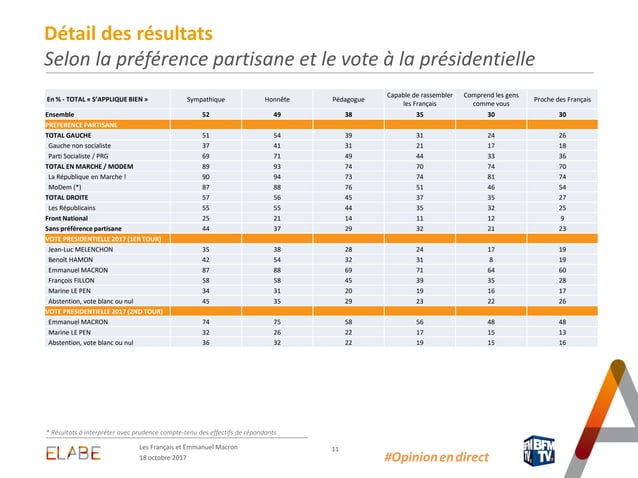 Détail des résultats
Selon la préférence partisane et le vote à la présidentielle
En % - TOTAL « S'APPLIQUE BIEN » Sympathique Honnête Pédagogue Capable de rassembler les Français Comprend les gens comme vous Proche des Français
Ensemble 52 49 38 35 30 30
PREFERENCE PARTISANE
TOTAL GAUCHE 51 54 39 31 24 26
Gauche non socialiste 37 41 31 21 17 18
Parti Socialiste / PRG 69 71 49 44 33 36
TOTAL EN MARCHE / MODEM 89 93 74 70 74 70
La République en Marche ! 90 94 73 74 81 74
MoDem (*) 87 88 76 51 46 54
TOTAL DROITE 57 56 45 37 35 27
Les Républicains 55 55 44 35 32 25
Front National 25 21 14 11 12 9
Sans préférence partisane 44 37 29 32 21 23
VOTE PRESIDENTIELLE 2017 (1ER TOUR)
Jean-Luc MELENCHON 35 38 28 24 17 19
Benoît HAMON 42 54 32 31 8 19
Emmanuel MACRON 87 88 69 71 64 60
François FILLON 58 58 45 39 35 28
Marine LE PEN 34 31 20 19 16 17
Abstention, vote blanc ou nul 45 35 29 23 22 26
VOTE PRESIDENTIELLE 2017 (2ND TOUR)
Emmanuel MACRON 74 75 58 56 48 48
Marine LE PEN 32 26 22 17 15 13
Abstention, vote blanc ou nul 36 32 22 19 15 16
* Résultats à interpréter avec prudence compte-tenu des effectifs de répondants
ELABE
Les Français et Emmanuel Macron
18 octobre 2017
11
#Opinionendirect
BFM
TV.